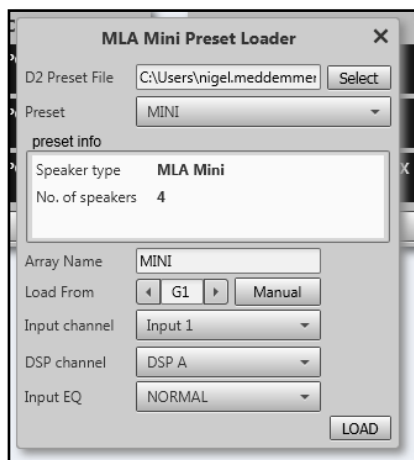 MLA Mini Preset Loader
D2 Preset File C:\Users\nigel.meddemmer Select
Preset MINI
preset info
Speaker type MLA Mini
No. of speakers 4
Array Name MINI
Load From G1 Manual
Input channel Input 1
DSP channel DSP A
Input EQ NORMAL
LOAD